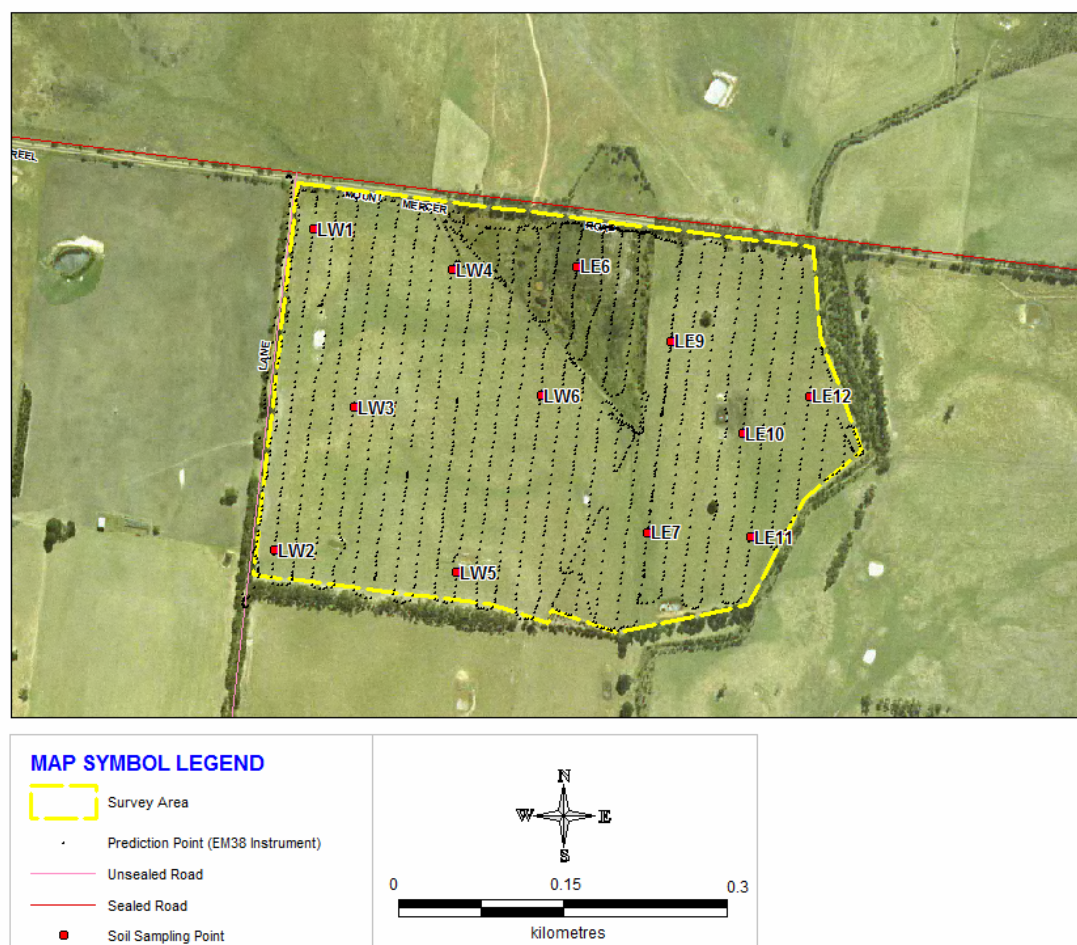 REEL
MOUNT MERCER ROAD
LW1
LW4
LE6
LE9
LANE
LW3
LW6
LE12
LE10
LE7
LE11
LW2
LW5
MAP SYMBOL LEGEND
Survey Area
Prediction Point (EM38 Instrument)
Unsealed Road
Sealed Road
Soil Sampling Point
N
W E
S
0 0.15 0.3
kilometres